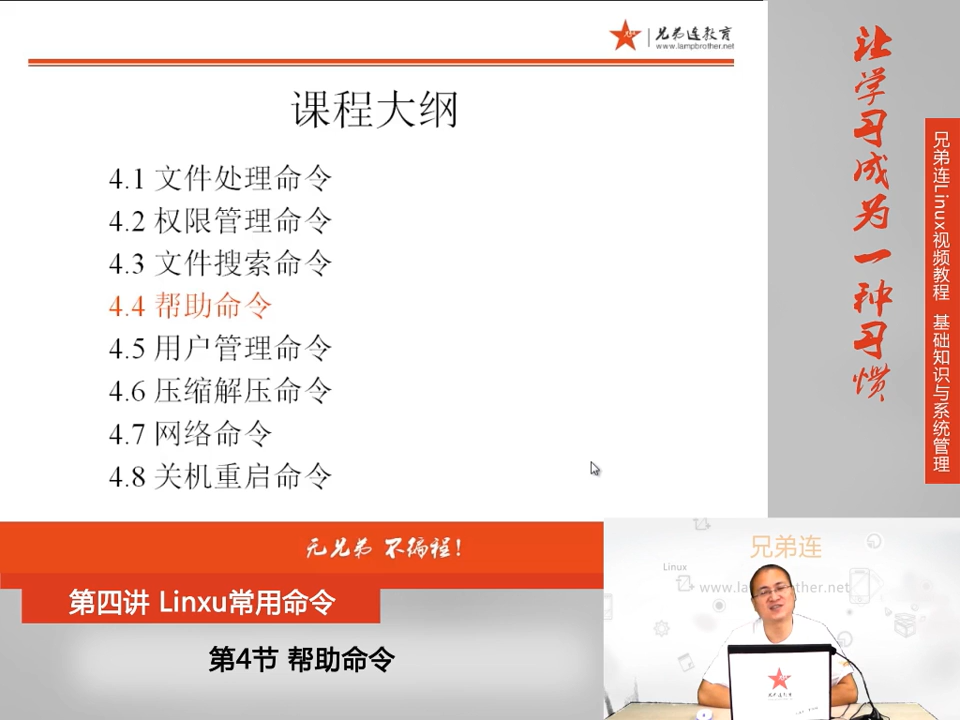 兄弟连教育
www.lampbrother.net
课程大纲
4.1 文件处理命令
4.2 权限管理命令
4.3 文件搜索命令
4.4 帮助命令
4.5 用户管理命令
4.6 压缩解压命令
4.7 网络命令
4.8 关机重启命令
让学习成为一种习惯
兄弟连Linux视频教程 基础知识与系统管理
无兄弟 不编程!
第四讲 Linxu常用命令
第4节 帮助命令
兄弟连
Linux